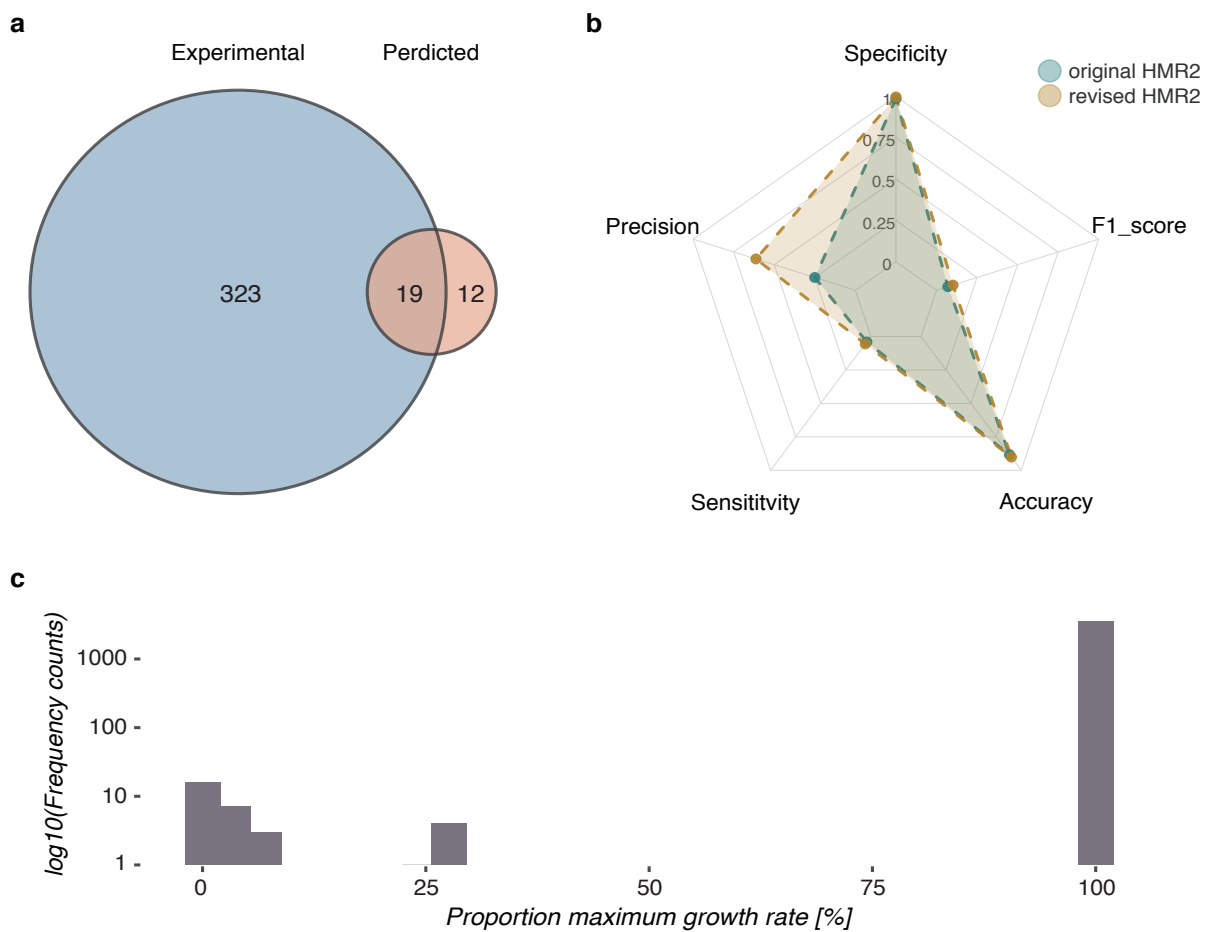 a
Experimental
Perdicted
323
19
12
b
Specificity
original HMR2
revised HMR2
1
0.75
0.5
0.25
0
Precision
F1_score
Sensititvity
Accuracy
c
log10(Frequency counts)
1000
100
10
1
0
25
50
75
100
Proportion maximum growth rate [%]